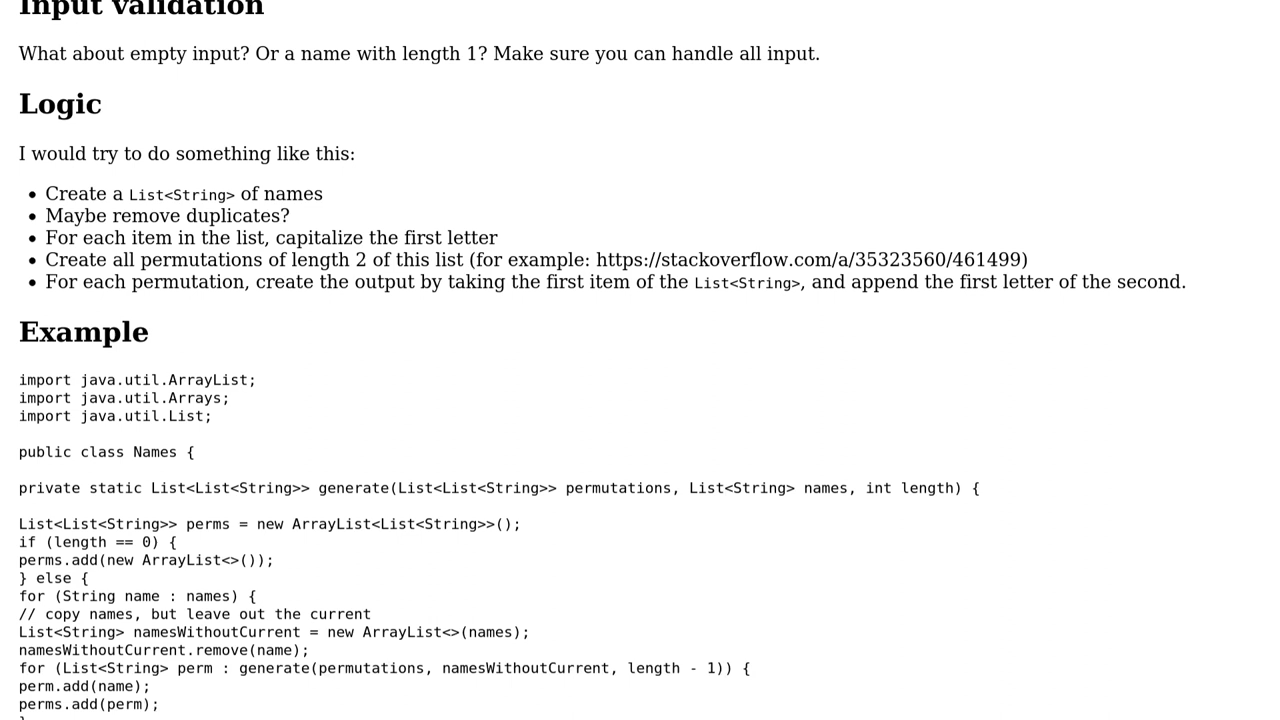 Input validation
What about empty input? Or a name with length 1? Make sure you can handle all input.
Logic
I would try to do something like this:
• Create a List<String> of names
• Maybe remove duplicates?
• For each item in the list, capitalize the first letter
• Create all permutations of length 2 of this list (for example: https://stackoverflow.com/a/35323560/461499)
• For each permutation, create the output by taking the first item of the List<String>, and append the first letter of the second.
Example
import java.util.ArrayList;
import java.util.Arrays;
import java.util.List;
public class Names {
private static List<List<String>> generate(List<List<String>> permutations, List<String> names, int length) {
List<List<String>> perms = new ArrayList<List<String>>();
if (length == 0) {
perms.add(new ArrayList<>());
} else {
for (String name : names) {
// copy names, but leave out the current
List<String> namesWithoutCurrent = new ArrayList<>(names);
namesWithoutCurrent.remove(name);
for (List<String> perm : generate(permutations, namesWithoutCurrent, length - 1)) {
perm.add(name);
perms.add(perm);
}